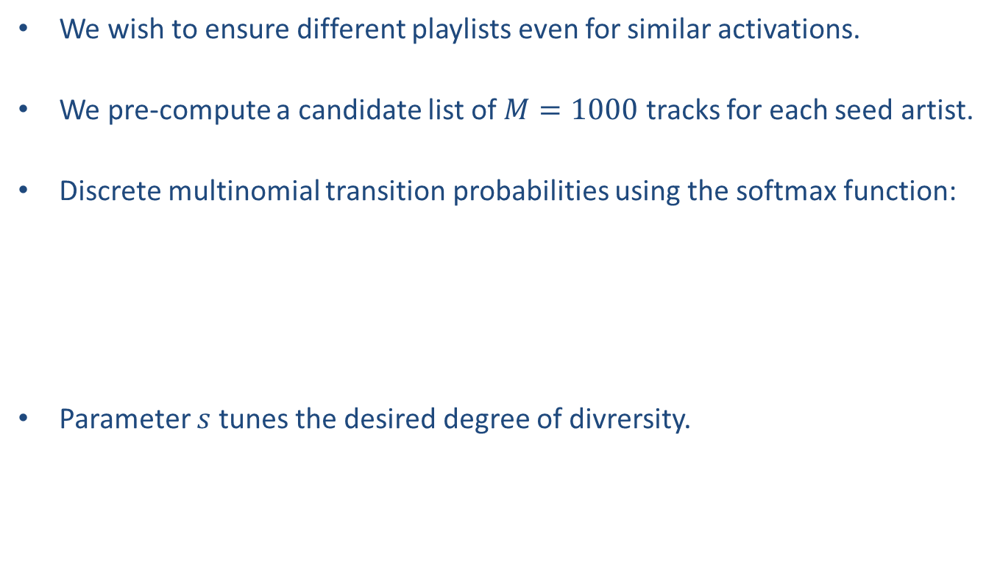 • We wish to ensure different playlists even for similar activations.
• We pre-compute a candidate list of M = 1000 tracks for each seed artist.
• Discrete multinomial transition probabilities using the softmax function:
• Parameter s tunes the desired degree of divrersity.